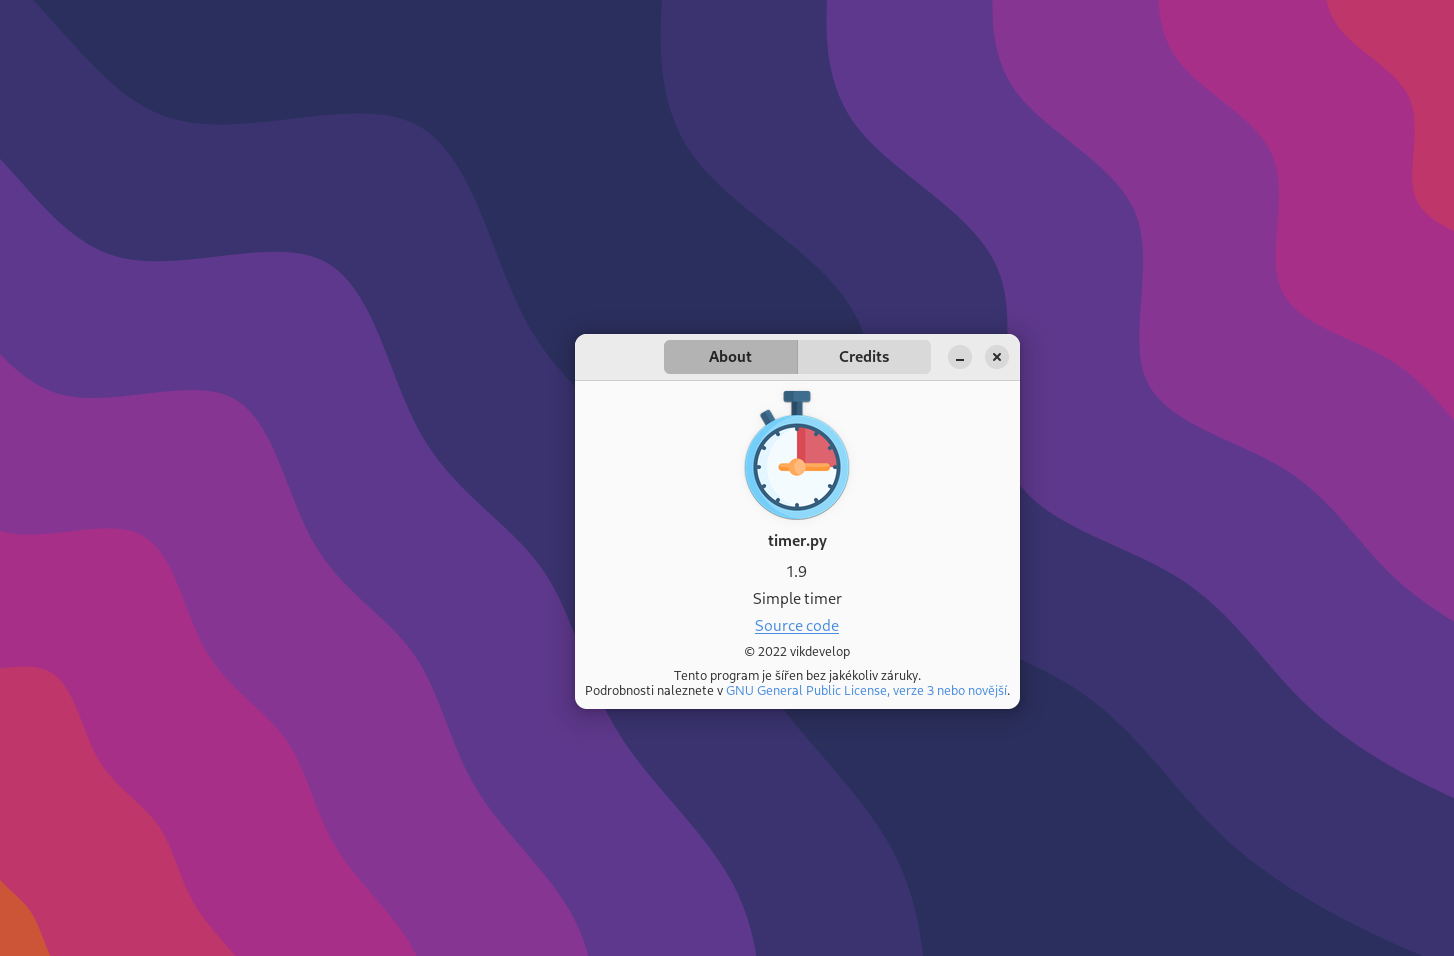 About Credits
timer.py
1.9
Simple timer
Source code
© 2022 vikdevelop
Tento program je šířen bez jakékoliv záruky.
Podrobnosti naleznete v GNU General Public License, verze 3 nebo novější.